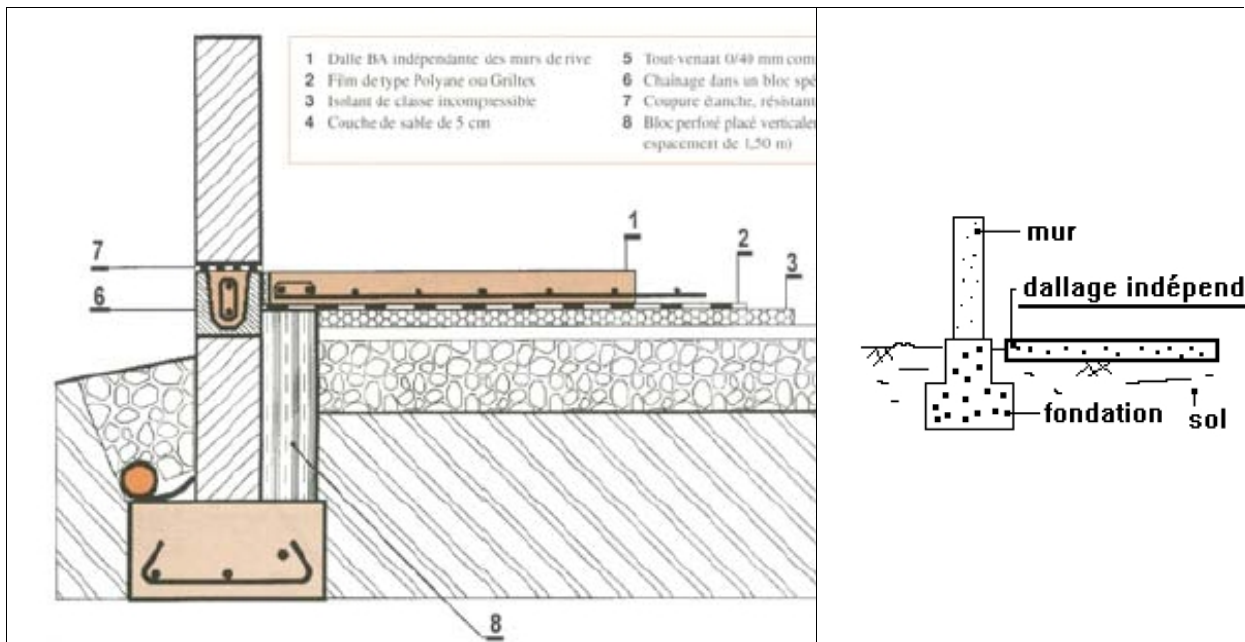 1 Dalle BA indépendante des murs de rive
2 Film de type Polyane ou Griltex
3 Isolant de classe incompressible
4 Couche de sable de 5 cm
5 Tout-venant 0/40 mm com
6 Chaînage dans un bloc spé
7 Coupure étanche, résistant
8 Bloc perforé placé verticale
espacement de 1,50 m)
1
2
3
7
6
8
mur
dallage indépend
fondation
sol